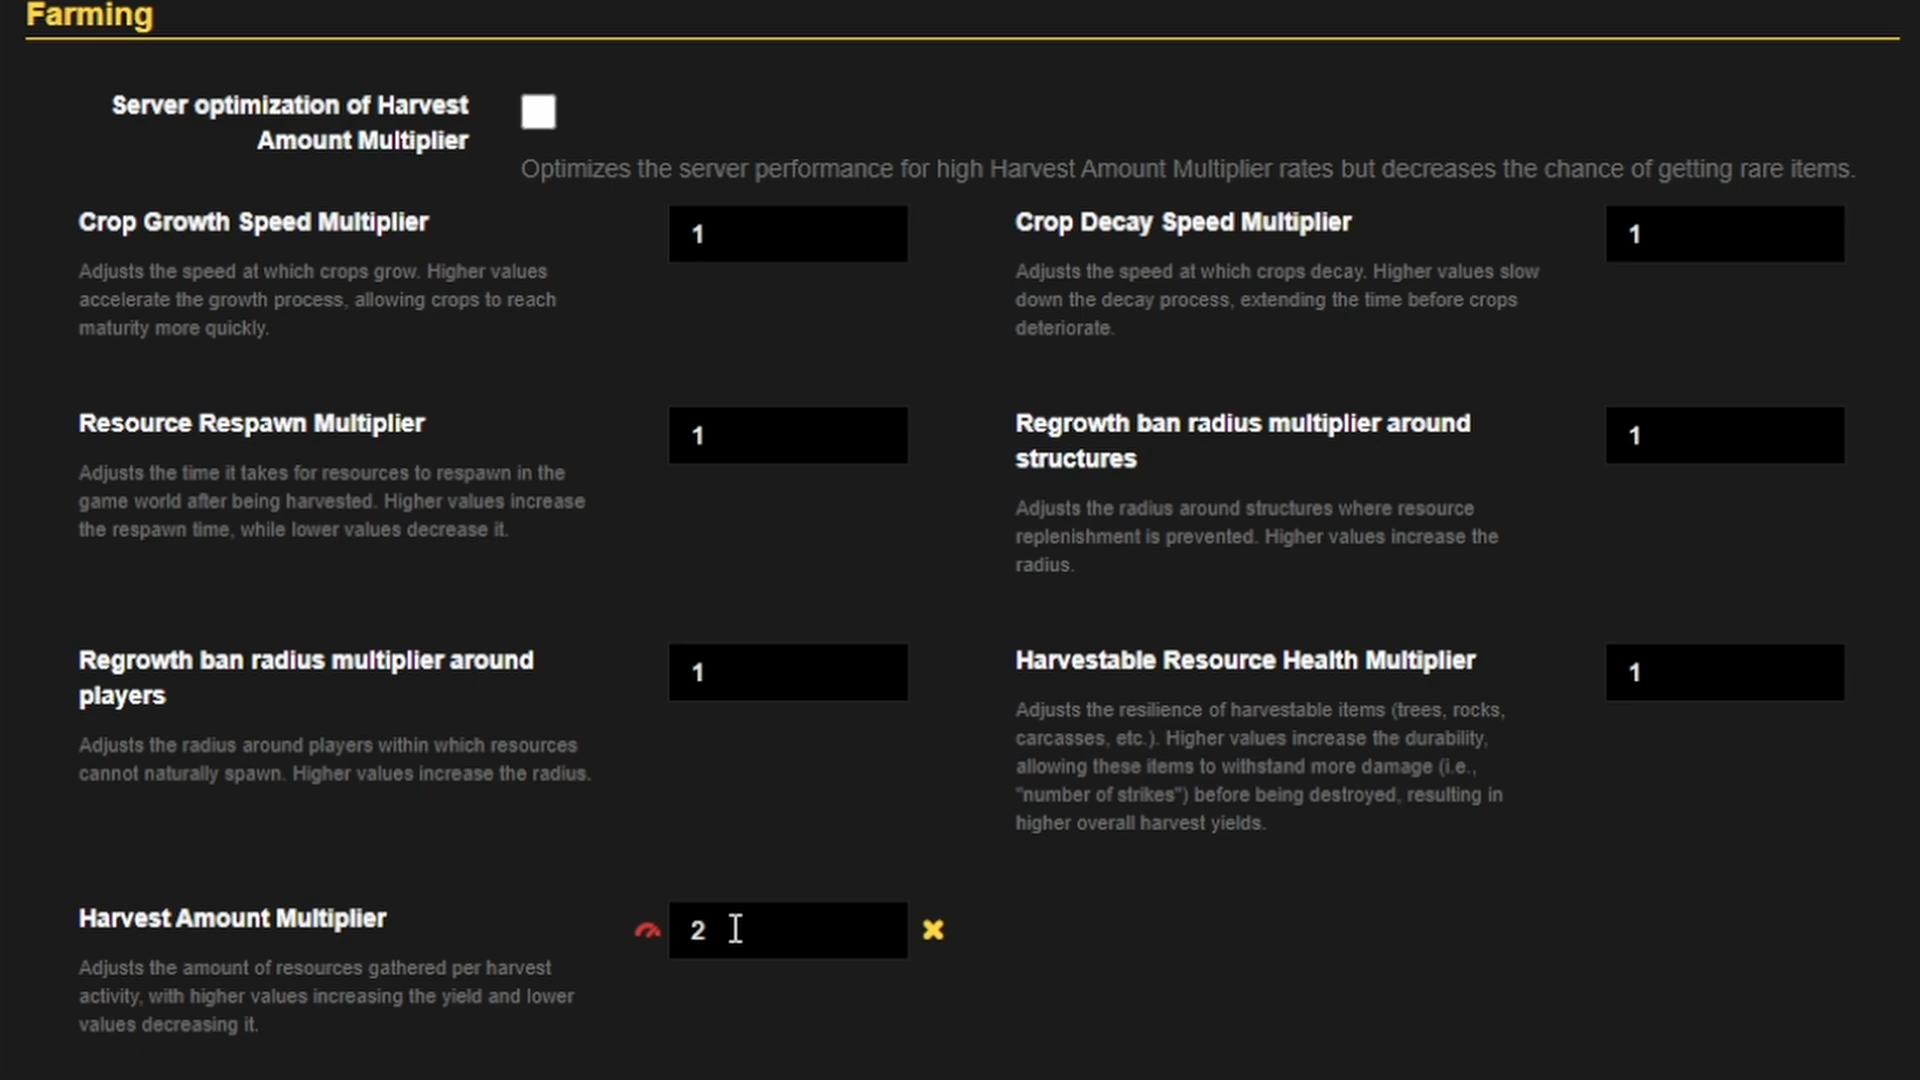 Farming
Server optimization of Harvest
Amount Multiplier
Optimizes the server performance for high Harvest Amount Multiplier rates but decreases the chance of getting rare items.
Crop Growth Speed Multiplier
1
Adjusts the speed at which crops grow. Higher values
accelerate the growth process, allowing crops to reach
maturity more quickly.
Crop Decay Speed Multiplier
1
Adjusts the speed at which crops decay. Higher values slow
down the decay process, extending the time before crops
deteriorate.
Resource Respawn Multiplier
1
Adjusts the time it takes for resources to respawn in the
game world after being harvested. Higher values increase
the respawn time, while lower values decrease it.
Regrowth ban radius multiplier around
structures
1
Adjusts the radius around structures where resource
replenishment is prevented. Higher values increase the
radius.
Regrowth ban radius multiplier around
players
1
Adjusts the radius around players within which resources
cannot naturally spawn. Higher values increase the radius.
Harvestable Resource Health Multiplier
1
Adjusts the resilience of harvestable items (trees, rocks,
carcasses, etc.). Higher values increase the durability,
allowing these items to withstand more damage (i.e.,
"number of strikes") before being destroyed, resulting in
higher overall harvest yields.
Harvest Amount Multiplier
2
Adjusts the amount of resources gathered per harvest
activity, with higher values increasing the yield and lower
values decreasing it.